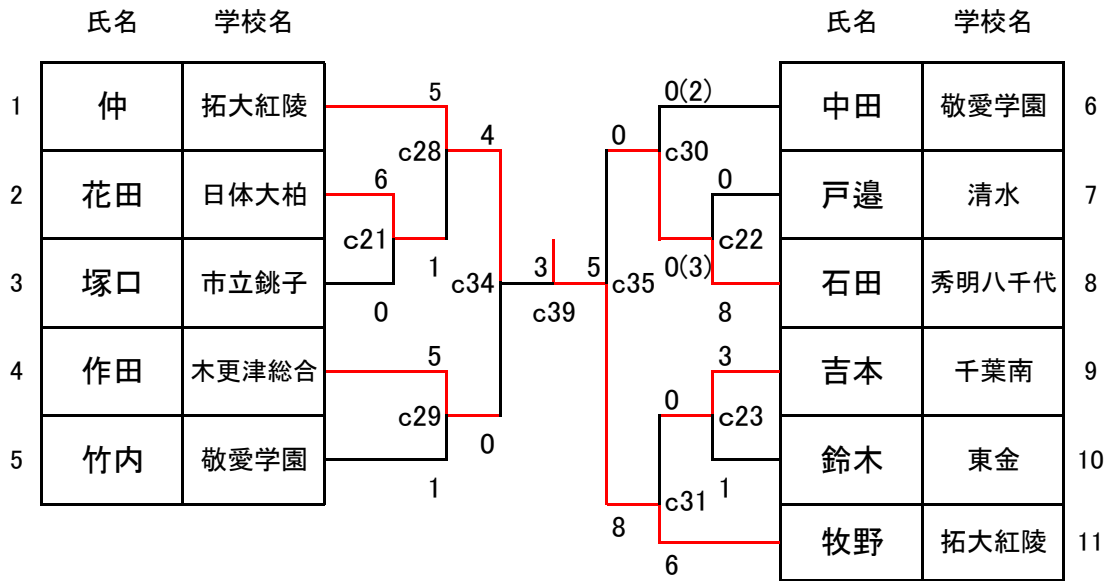 氏名 学校名 氏名 学校名
1 仲 拓大紅陵 5 0(2) 中田 敬愛学園 6
c28 4 0 c30
2 花田 日体大柏 6 0 戸邉 清水 7
c21 c22
3 塚口 市立銚子 0 1 c34 3 5 c35 0(3) 石田 秀明八千代 8
c39 8
4 作田 木更津総合 5 3 吉本 千葉南 9
c29 0 0 c23
5 竹内 敬愛学園 1 1 鈴木 東金 10
c31
8 6 牧野 拓大紅陵 11